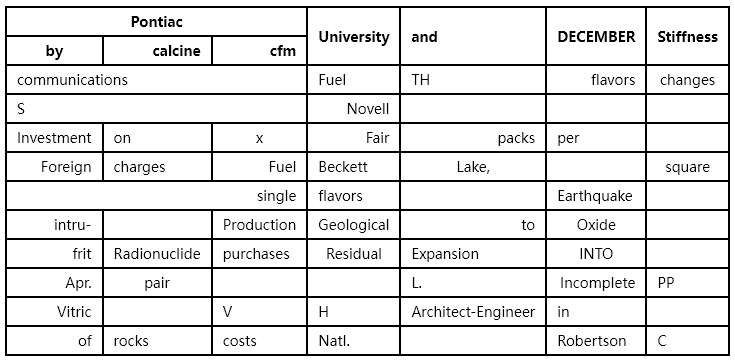 Pontiac University and DECEMBER Stiffness
by calcine cfm
communications Fuel TH flavors changes
S Novell
Investment on x Fair packs per
Foreign charges Fuel Beckett Lake, square
single flavors Earthquake
intru- Production Geological to Oxide
frit Radionuclide purchases Residual Expansion INTO
Apr. pair L. Incomplete PP
Vitric V H Architect-Engineer in
of rocks costs Natl. Robertson C